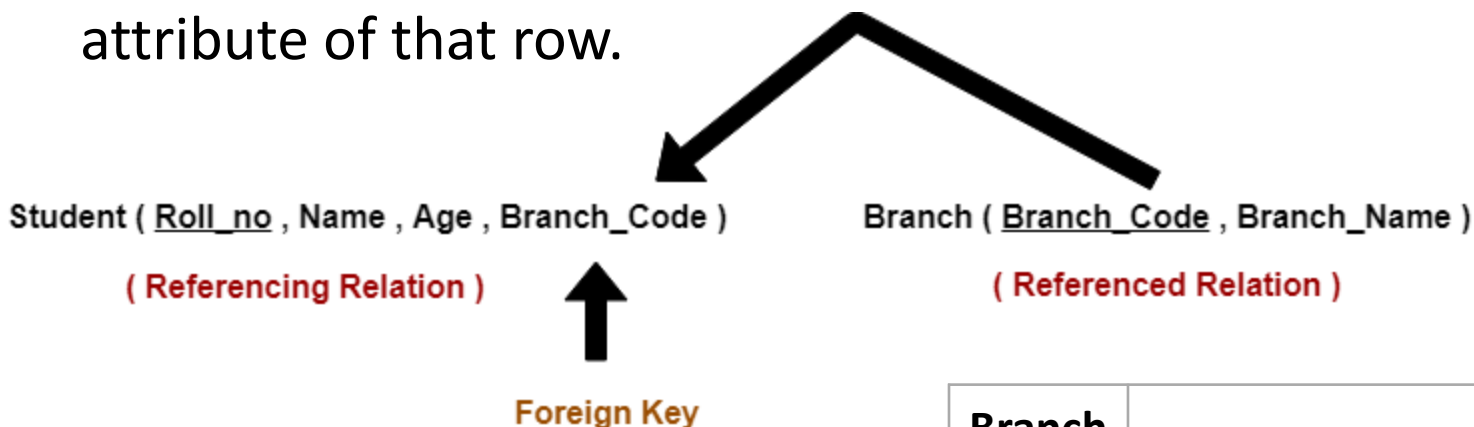 attribute of that row.
Student ( Roll_no , Name , Age , Branch_Code ) Branch ( Branch_Code , Branch_Name )
( Referencing Relation ) ( Referenced Relation )
Foreign Key
Branch